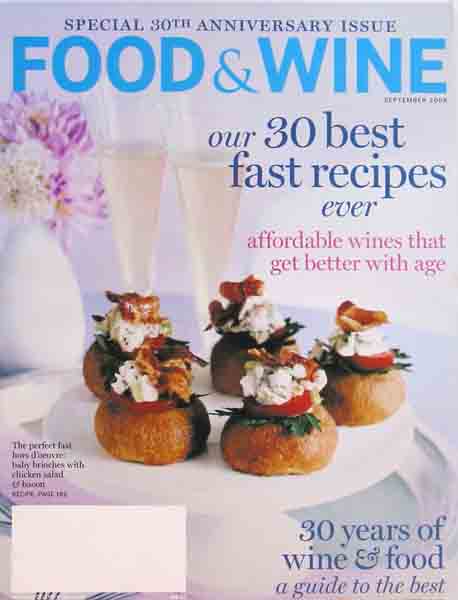 SPECIAL 30TH ANNIVERSARY ISSUE
FOOD & WINE
SEPTEMBER 2008
our 30 best
fast recipes
ever
affordable wines that
get better with age
The perfect fast
hors d'oeuvre:
baby brioches with
chicken salad
& bacon
RECIPE, PAGE
30 years of
wine & food
a guide to the best